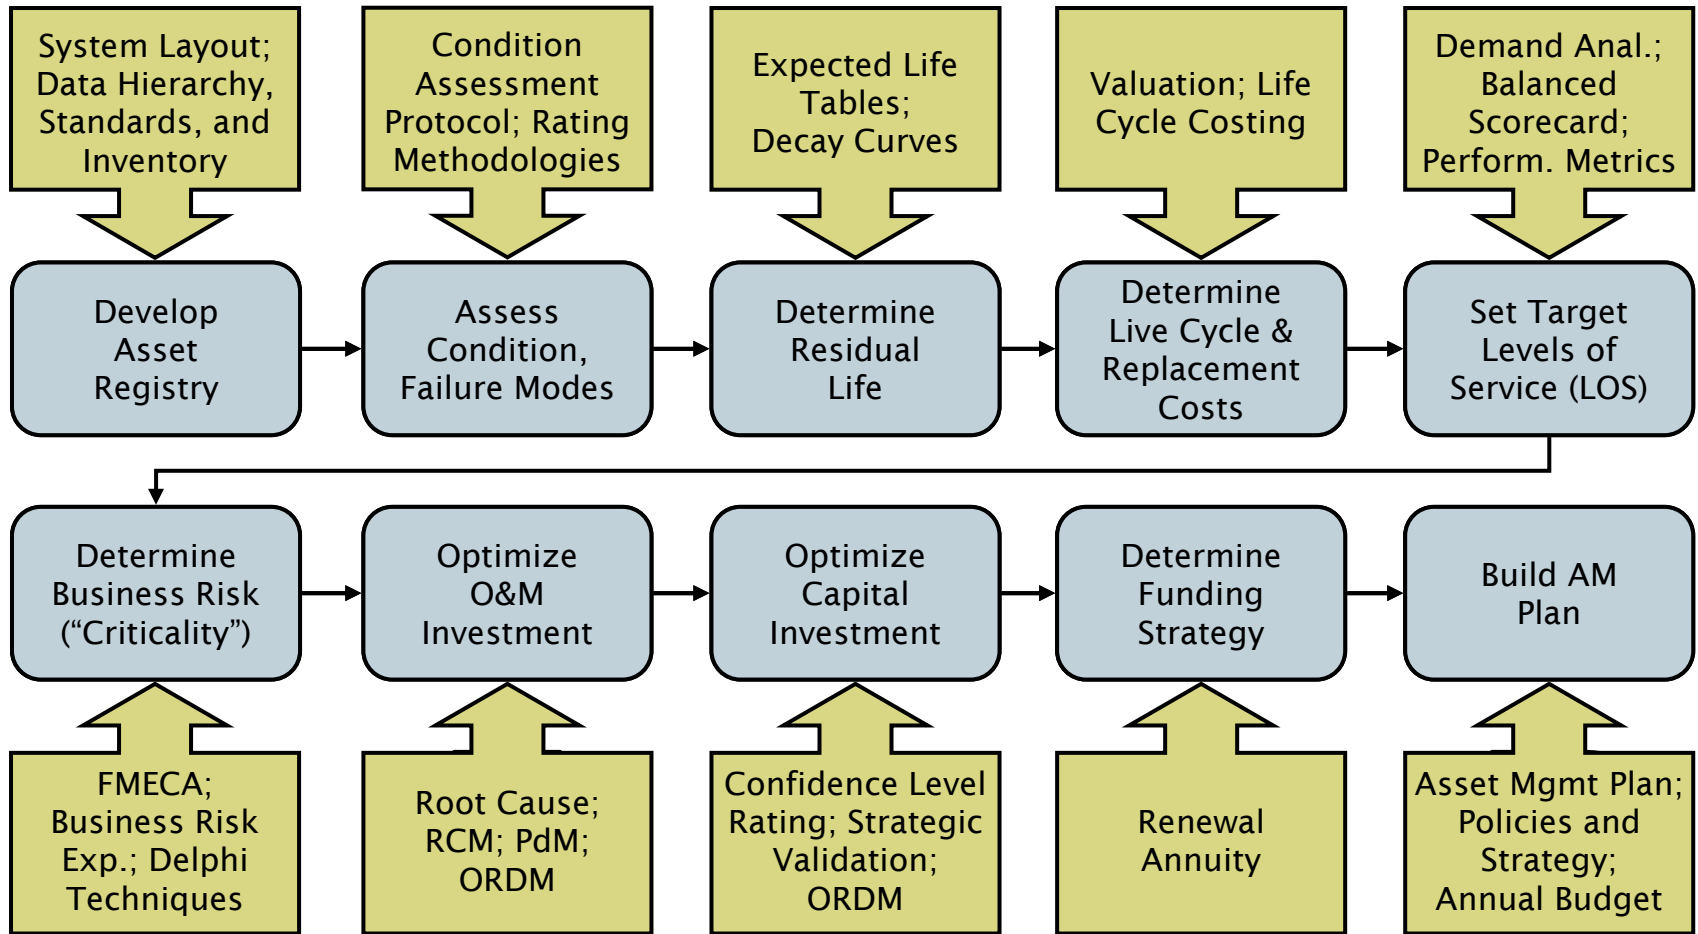 System Layout;
Data Hierarchy,
Standards, and
Inventory
Condition
Assessment
Protocol; Rating
Methodologies
Expected Life
Tables;
Decay Curves
Valuation; Life
Cycle Costing
Demand Anal.;
Balanced
Scorecard;
Perform. Metrics
Develop
Asset
Registry
Assess
Condition,
Failure Modes
Determine
Residual
Life
Determine
Live Cycle &
Replacement
Costs
Set Target
Levels of
Service (LOS)
Determine
Business Risk
(“Criticality”)
Optimize
O&M
Investment
Optimize
Capital
Investment
Determine
Funding
Strategy
Build AM
Plan
FMECA;
Business Risk
Exp.; Delphi
Techniques
Root Cause;
RCM; PdM;
ORDM
Confidence Level
Rating; Strategic
Validation;
ORDM
Renewal
Annuity
Asset Mgmt Plan;
Policies and
Strategy;
Annual Budget